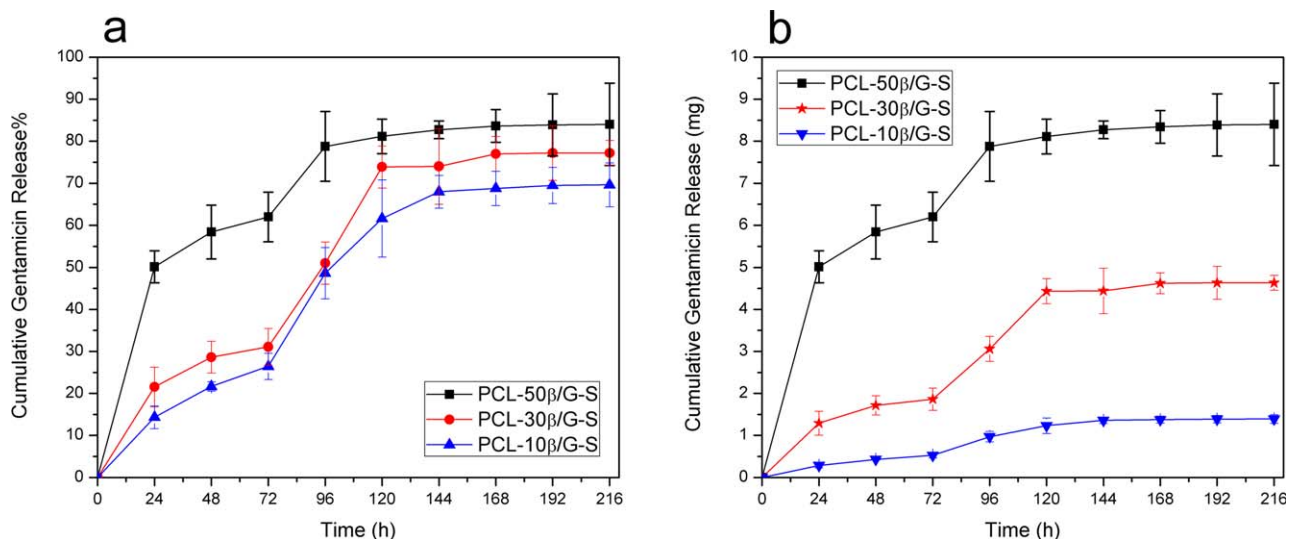 a
Cumulative Gentamicin Release%
100
90
80
70
60
50
40
30
20
10
0
PCL-50β/G-S
PCL-30β/G-S
PCL-10β/G-S
0 24 48 72 96 120 144 168 192 216
Time (h)
b
Cumulative Gentamicin Release (mg)
10
9
8
7
6
5
4
3
2
1
0
PCL-50β/G-S
PCL-30β/G-S
PCL-10β/G-S
0 24 48 72 96 120 144 168 192 216
Time (h)